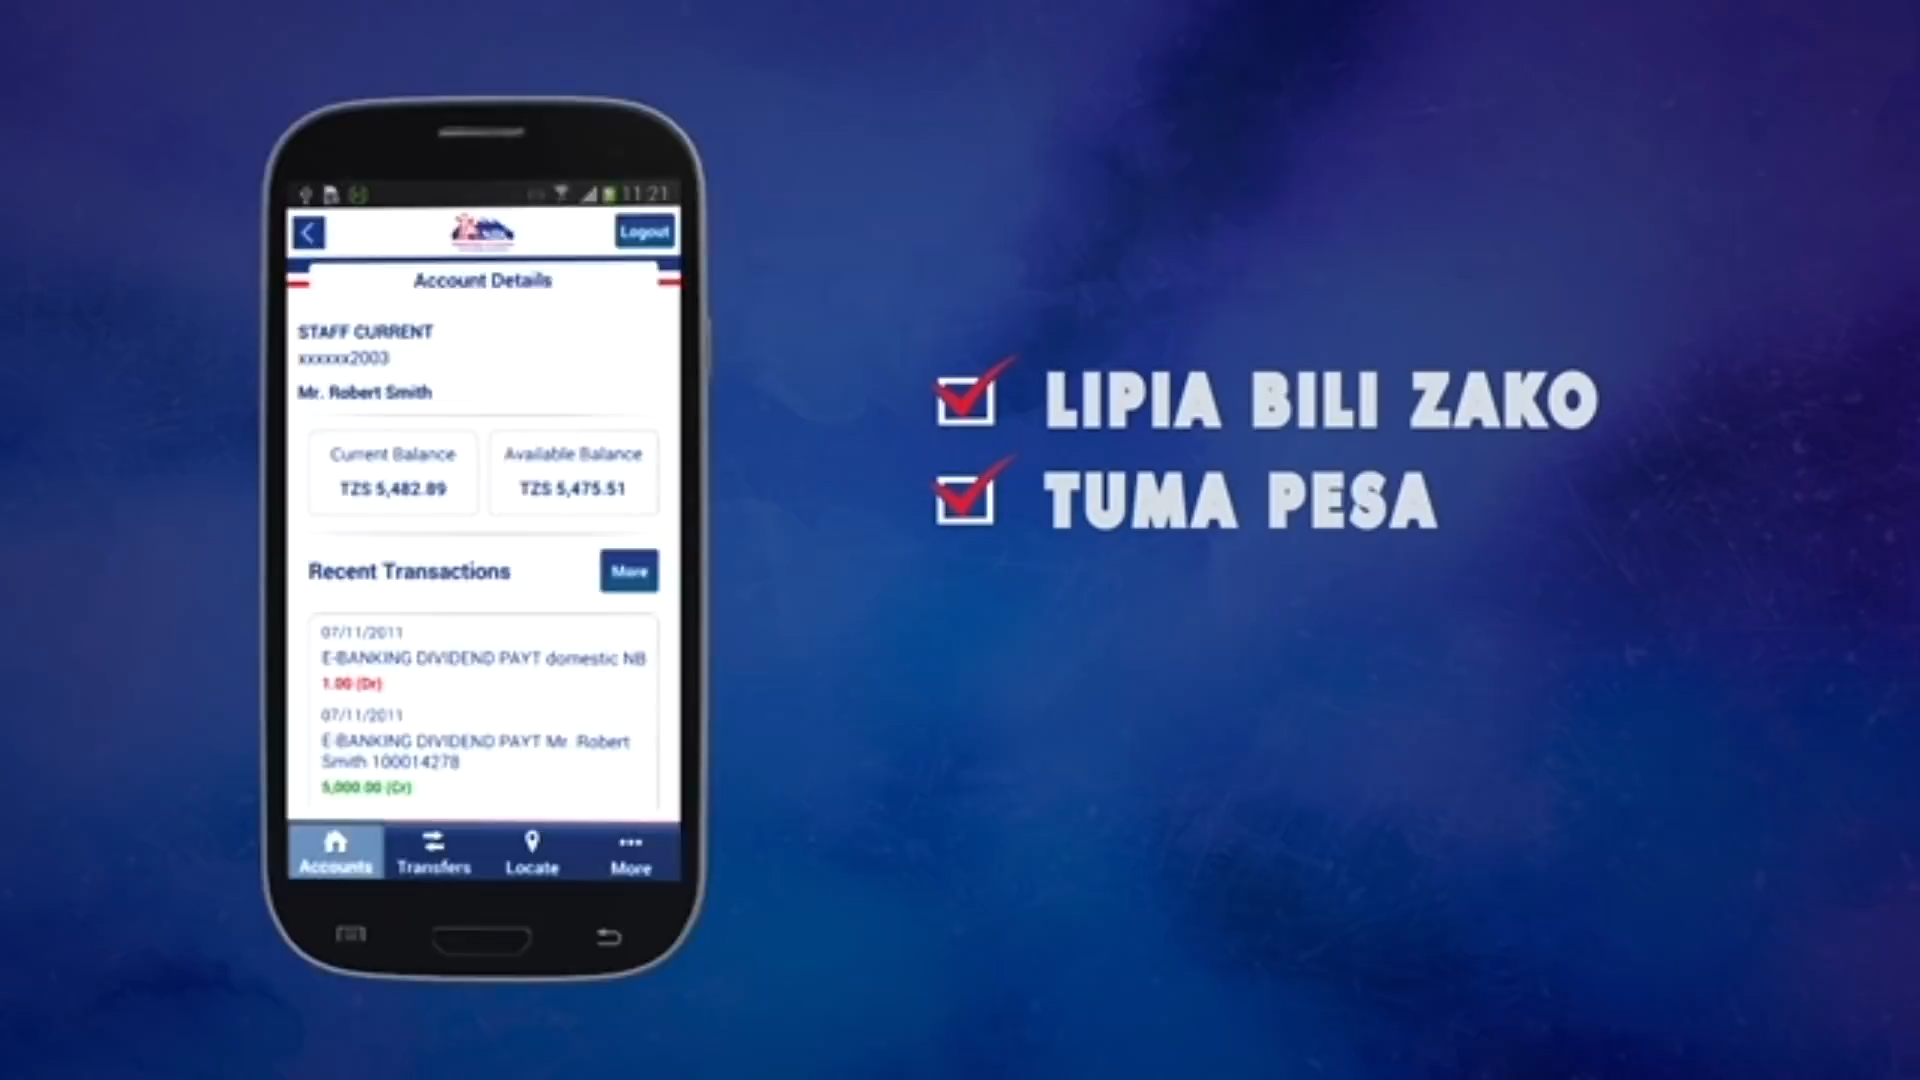 11:21
Logout
Account Details
STAFF CURRENT
xxxxxx2003
Mr. Robert Smith
Current Balance
Available Balance
TZS 5,482.89
TZS 5,475.51
Recent Transactions
More
07/11/2011
E-BANKING DIVIDEND PAYT domestic NB
1.00 (Dr)
07/11/2011
E-BANKING DIVIDEND PAYT Mr. Robert
Smith 100014278
5,000.00 (Cr)
Accounts
Transfers
Locate
More
LIPIA BILI ZAKO
TUMA PESA